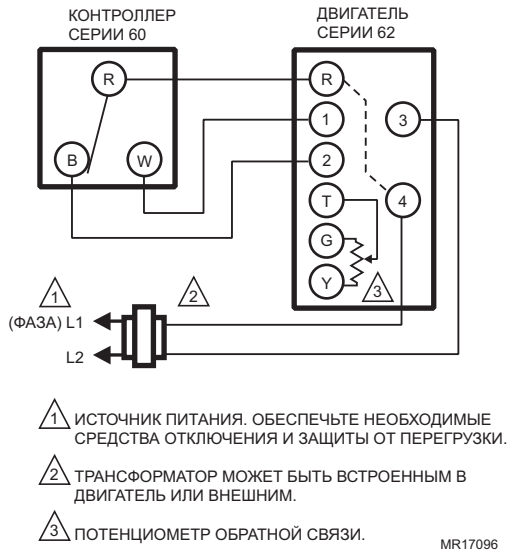 КОНТРОЛЛЕР
СЕРИИ 60
ДВИГАТЕЛЬ
СЕРИИ 62
R
B
W
R
1
2
T
G
Y
3
4
3
1
2
(ФАЗА) L1
L2
1 ИСТОЧНИК ПИТАНИЯ. ОБЕСПЕЧЬТЕ НЕОБХОДИМЫЕ
СРЕДСТВА ОТКЛЮЧЕНИЯ И ЗАЩИТЫ ОТ ПЕРЕГРУЗКИ.
2 ТРАНСФОРМАТОР МОЖЕТ БЫТЬ ВСТРОЕННЫМ В
ДВИГАТЕЛЬ ИЛИ ВНЕШНИМ.
3 ПОТЕНЦИОМЕТР ОБРАТНОЙ СВЯЗИ.
MR17096